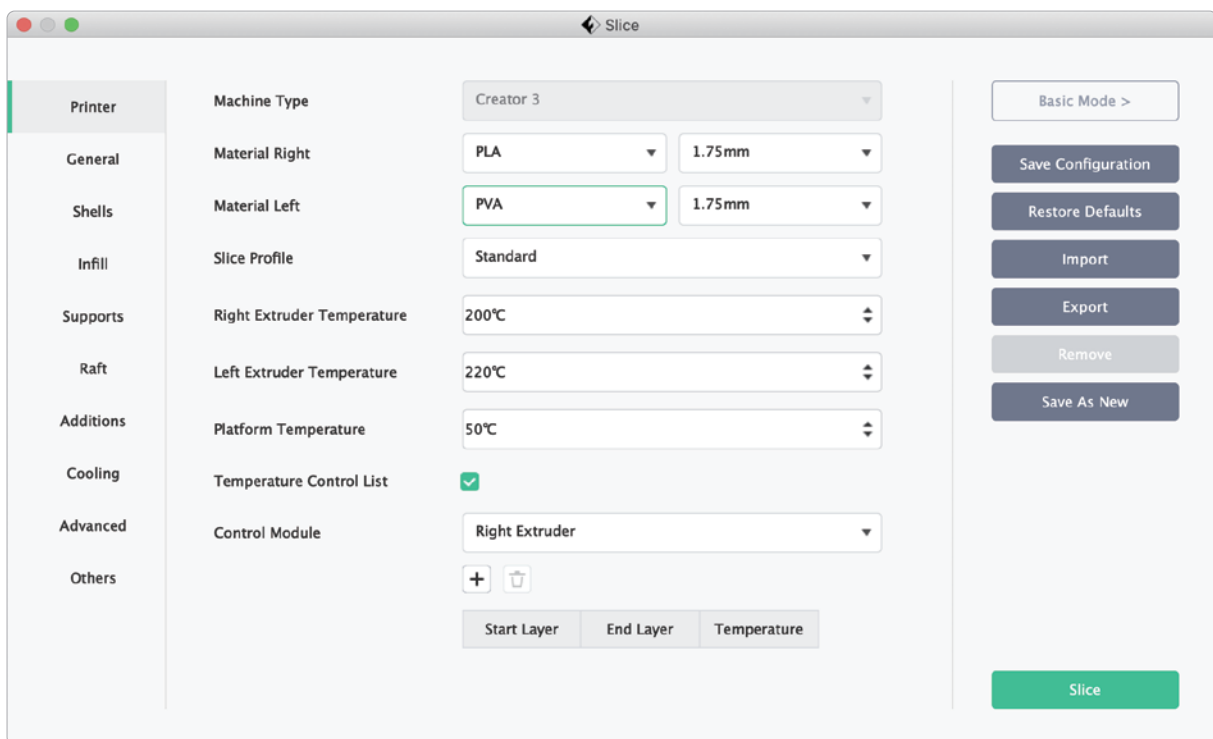 Slice
Printer
General
Shells
Infill
Supports
Raft
Additions
Cooling
Advanced
Others
Machine Type Creator 3
Material Right PLA 1.75mm
Material Left PVA 1.75mm
Slice Profile Standard
Right Extruder Temperature 200℃
Left Extruder Temperature 220℃
Platform Temperature 50℃
Temperature Control List
Control Module Right Extruder
Start Layer End Layer Temperature
Basic Mode >
Save Configuration
Restore Defaults
Import
Export
Remove
Save As New
Slice